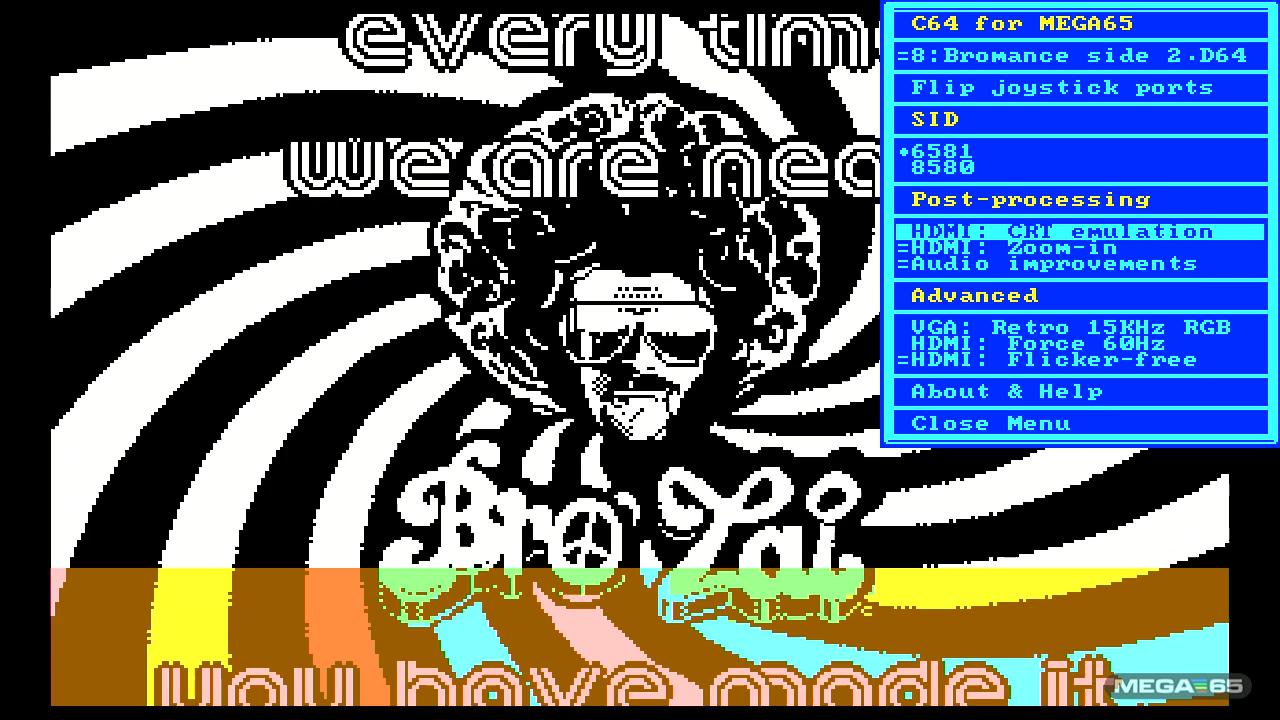 every tim
we are nea
Bro
you have made it
C64 for MEGA65
=8:Bromance side 2.D64
Flip joystick ports
SID
•6581
8580
Post-processing
HDMI: CRT emulation
=HDMI: Zoom-in
=Audio improvements
Advanced
VGA: Retro 15KHz RGB
HDMI: Force 60Hz
=HDMI: Flicker-free
About & Help
Close Menu
MEGA65